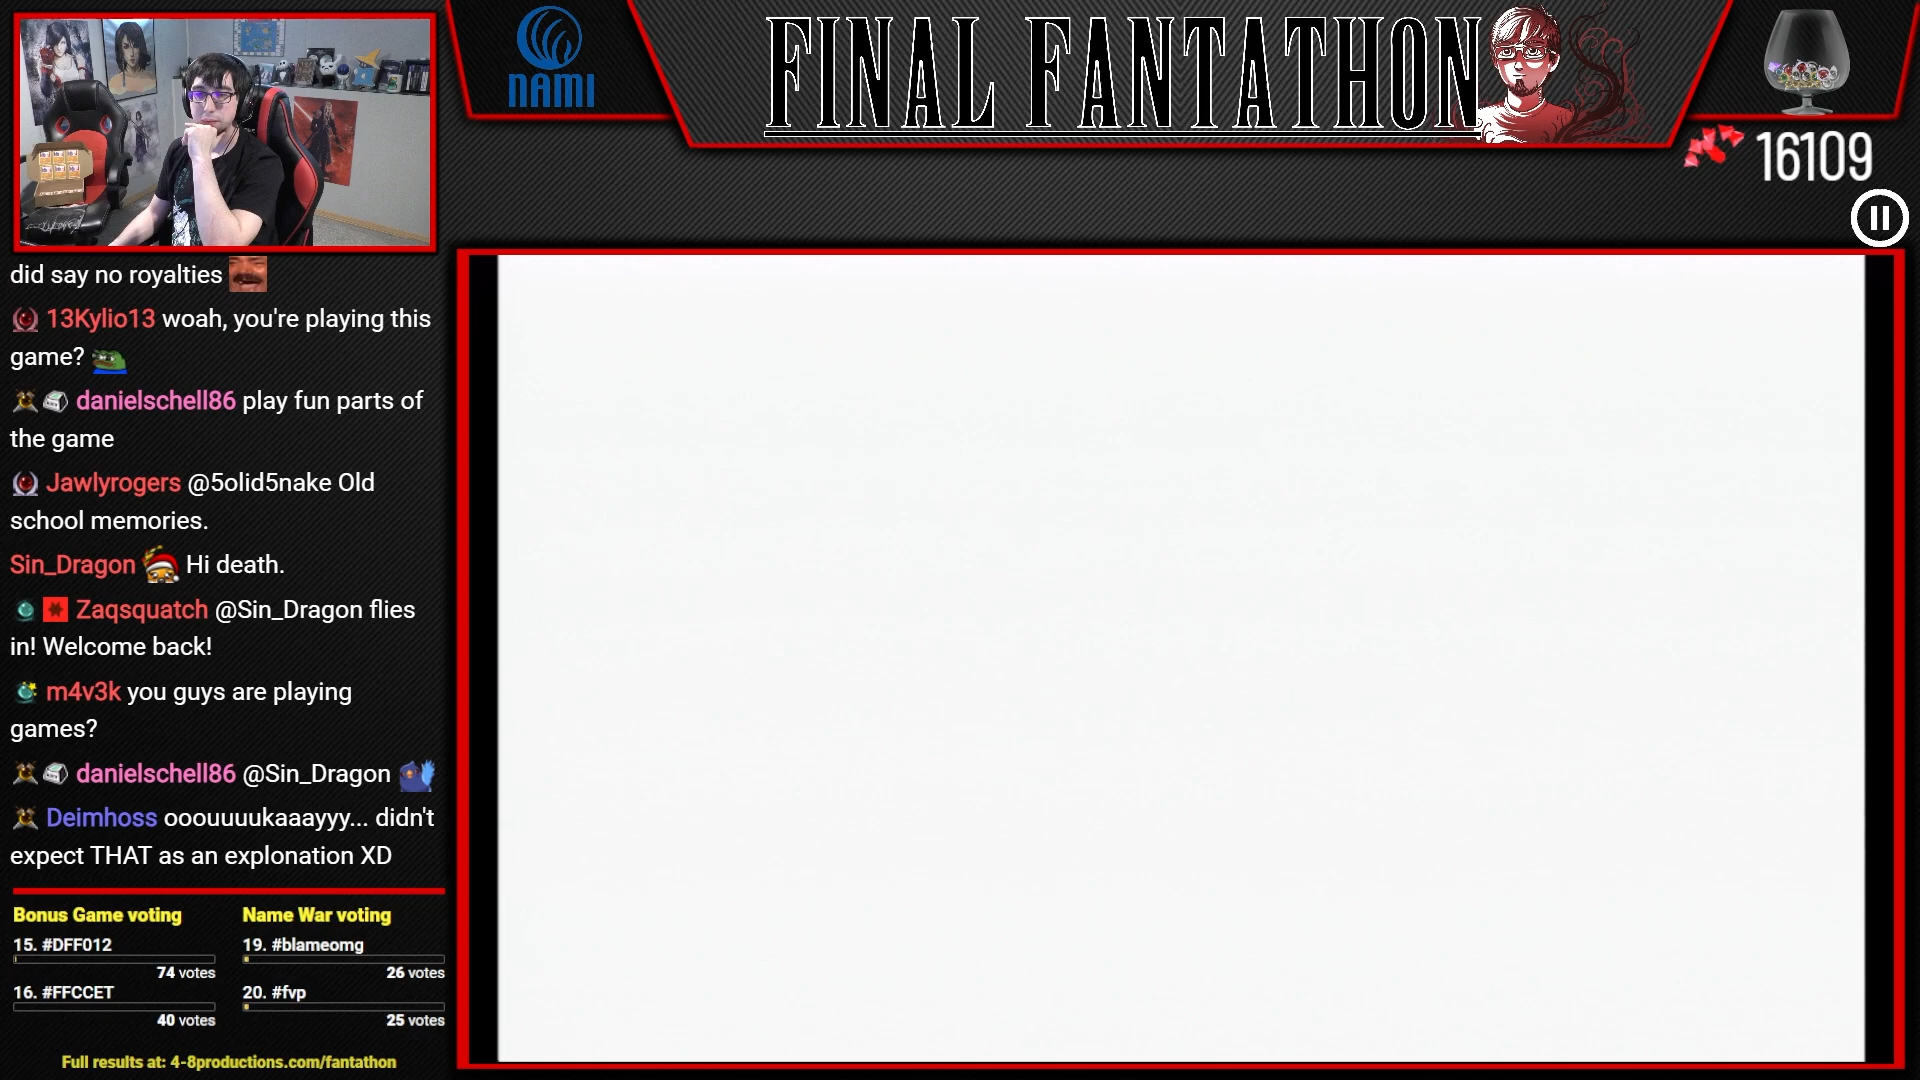 NAMI
FINAL FANTATHON
16109
did say no royalties
13Kylio13 woah, you're playing this
game?
danielschell86 play fun parts of
the game
Jawlyrogers @5olid5nake Old
school memories.
Sin_Dragon Hi death.
Zaqsquatch @Sin_Dragon flies
in! Welcome back!
m4v3k you guys are playing
games?
danielschell86 @Sin_Dragon
Deimhoss ooouuuukaaayyy... didn't
expect THAT as an explonation XD
Bonus Game voting
15. #DFF012
74 votes
16. #FFCCET
40 votes
Name War voting
19. #blameomg
26 votes
20. #fvp
25 votes
Full results at: 4-8productions.com/fantathon